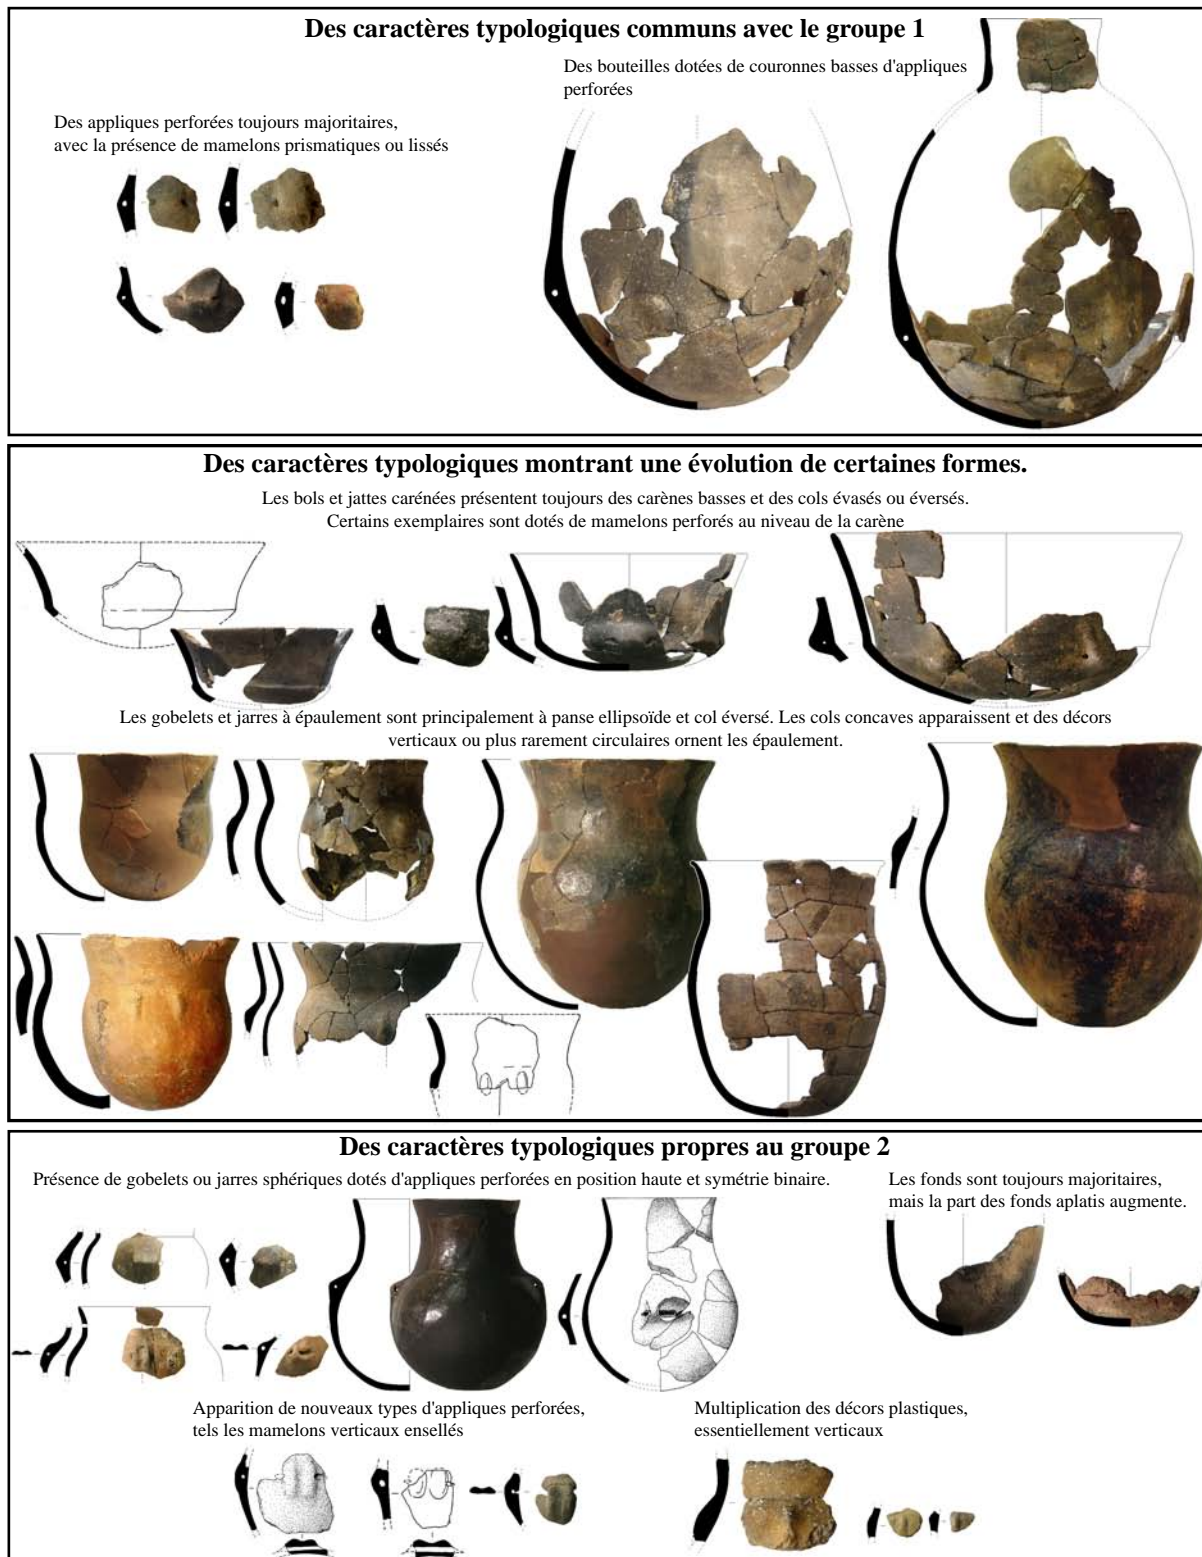 Des caractères typologiques communs avec le groupe 1
Des bouteilles dotées de couronnes basses d'appliques
perforées
Des appliques perforées toujours majoritaires,
avec la présence de mamelons prismatiques ou lissés
Des caractères typologiques montrant une évolution de certaines formes.
Les bols et jattes carénées présentent toujours des carènes basses et des cols évasés ou éversés.
Certains exemplaires sont dotés de mamelons perforés au niveau de la carène
Les gobelets et jarres à épaulement sont principalement à panse ellipsoïde et col éversé. Les cols concaves apparaissent et des décors
verticaux ou plus rarement circulaires ornent les épaulement.
Des caractères typologiques propres au groupe 2
Présence de gobelets ou jarres sphériques dotés d'appliques perforées en position haute et symétrie binaire.
Les fonds sont toujours majoritaires,
mais la part des fonds aplatis augmente.
Apparition de nouveaux types d'appliques perforées,
tels les mamelons verticaux ensellés
Multiplication des décors plastiques,
essentiellement verticaux